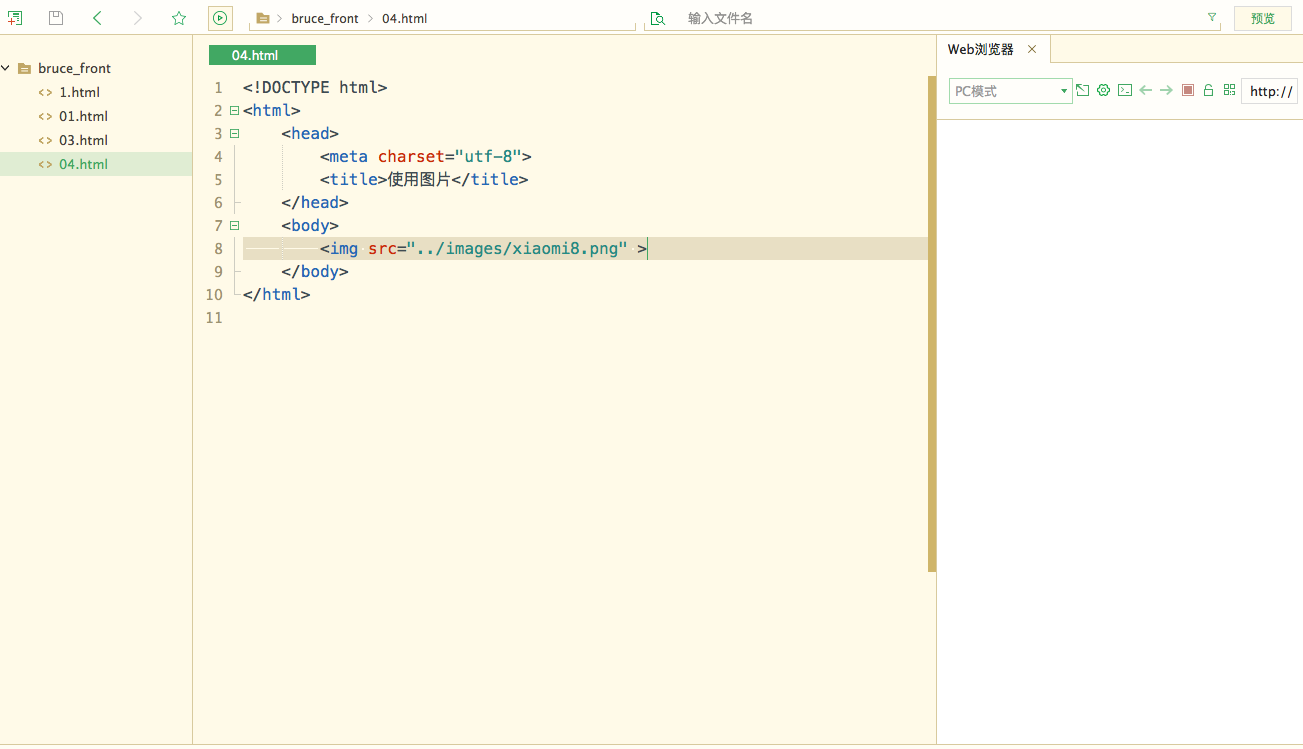 bruce_front
04.html
输入文件名
预览
bruce_front
1.html
01.html
03.html
04.html
04.html
1 <!DOCTYPE html>
2 <html>
3 <head>
4 <meta charset="utf-8">
5 <title>使用图片</title>
6 </head>
7 <body>
8 <img src="../images/xiaomi8.png" >
9 </body>
10 </html>
11
Web浏览器
PC模式
http://